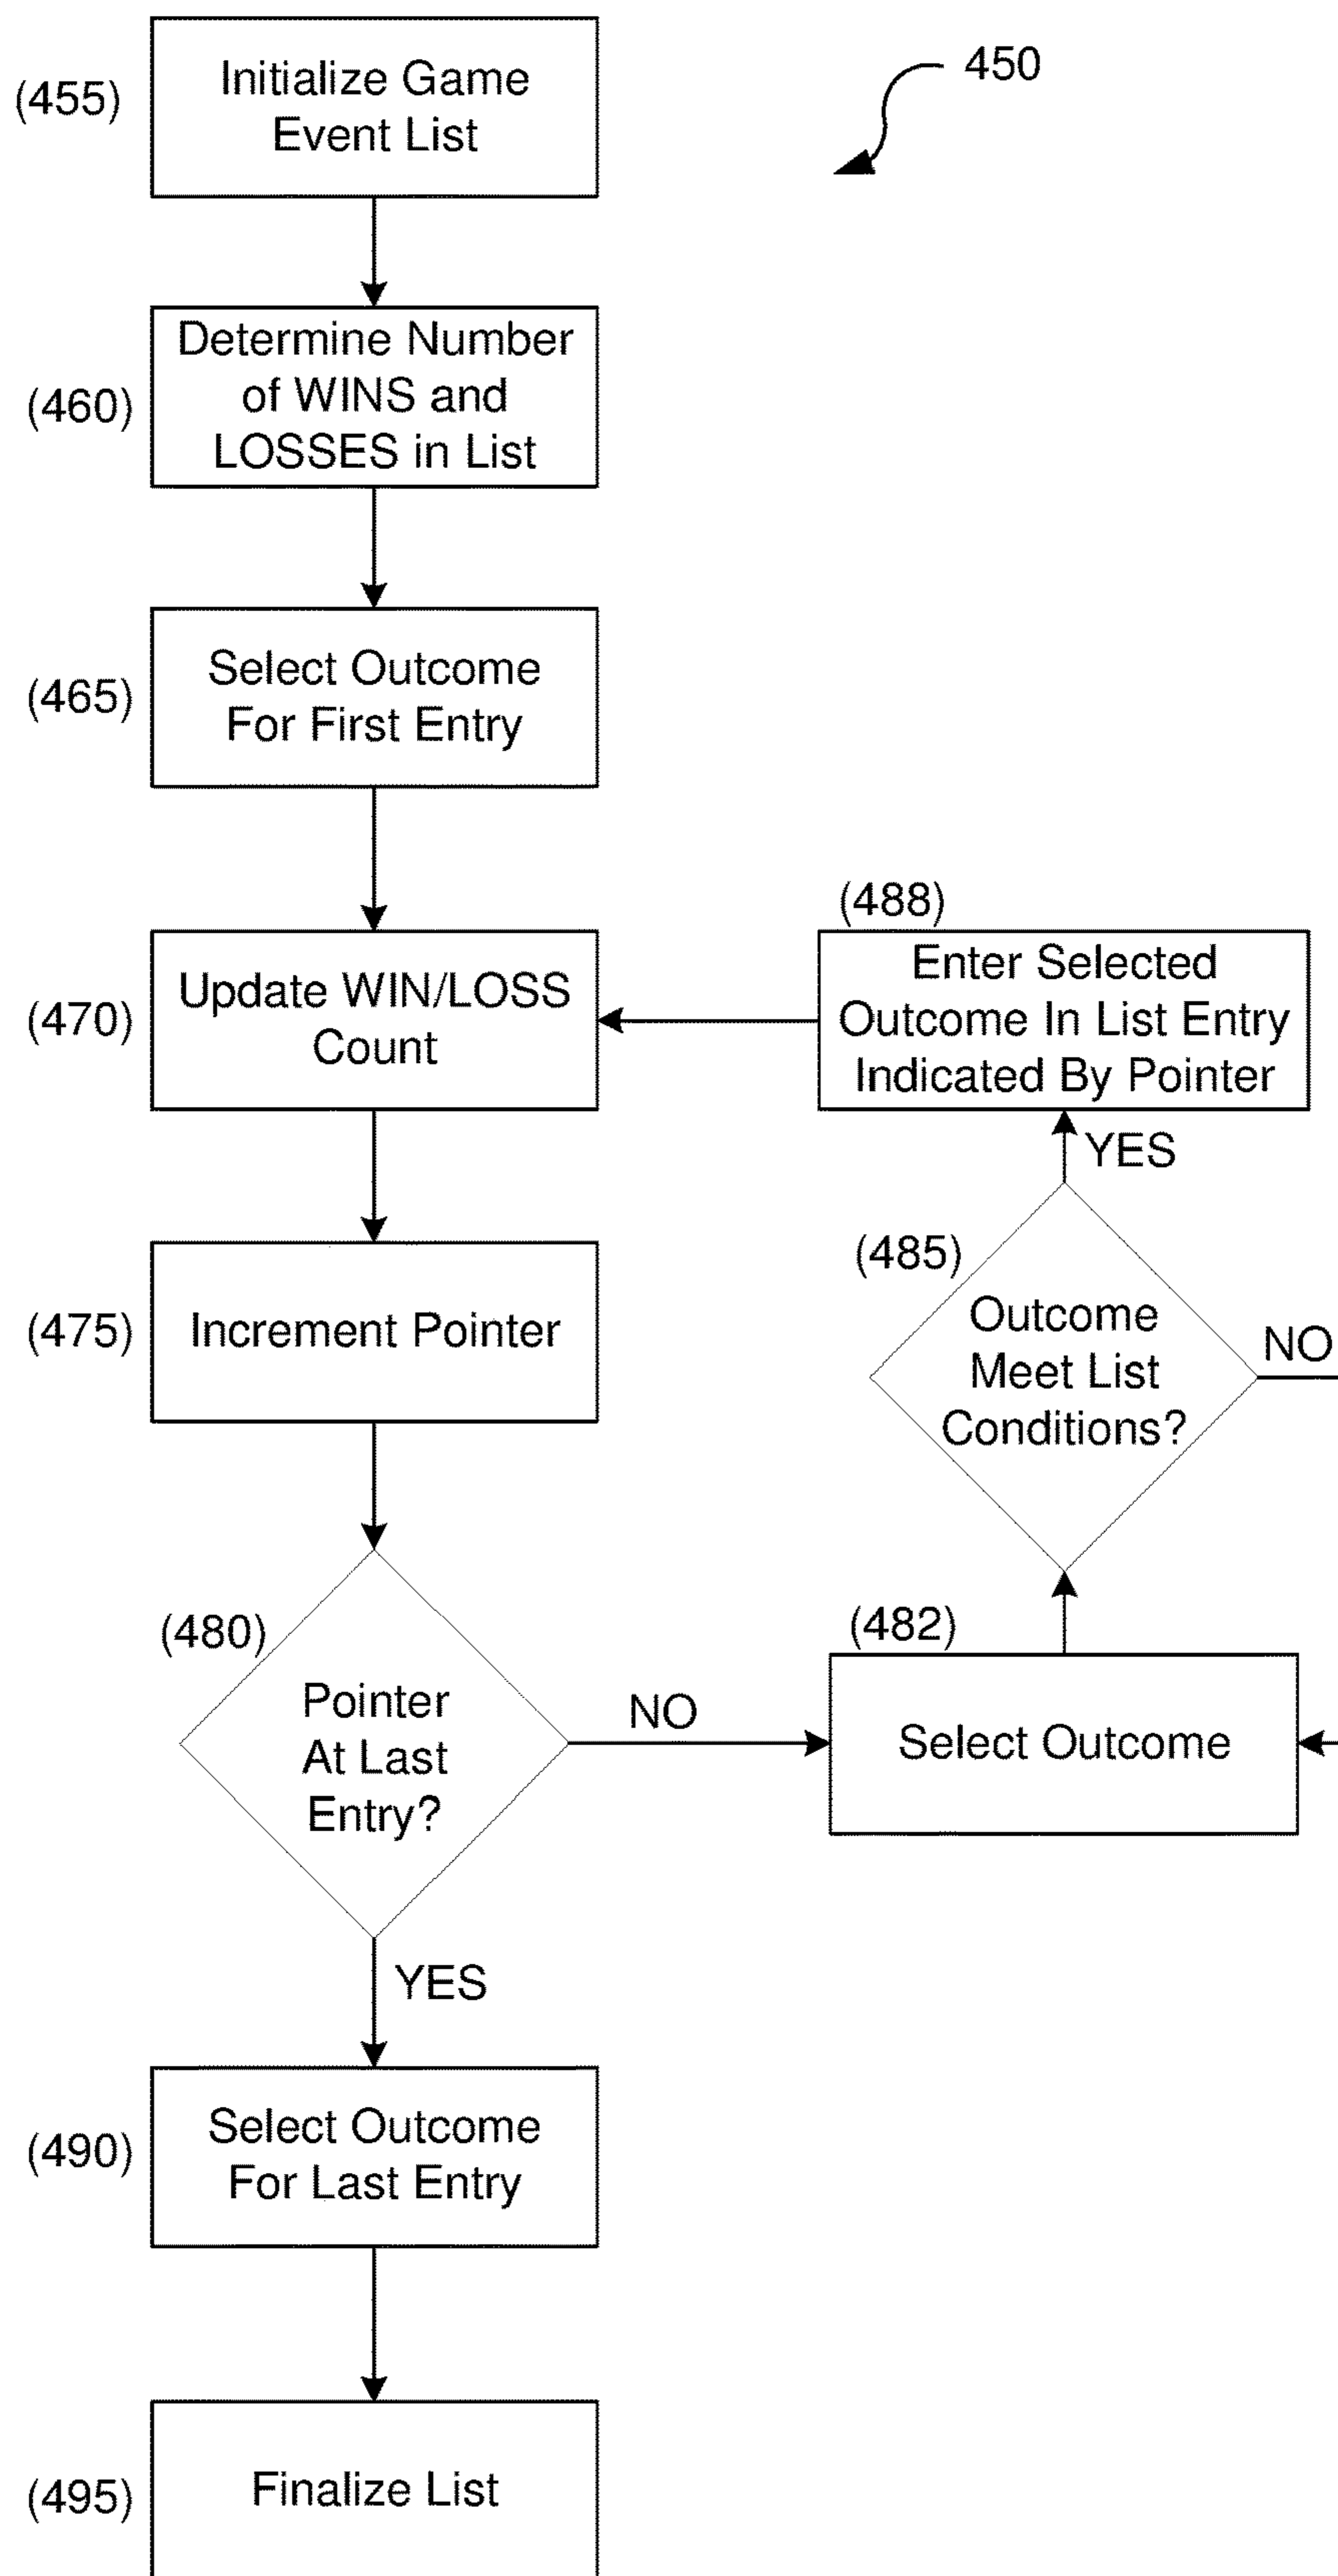 450
(455)
Initialize Game
Event List
(460)
Determine Number
of WINS and
LOSSES in List
(465)
Select Outcome
For First Entry
(470)
Update WIN/LOSS
Count
(488)
Enter Selected
Outcome In List Entry
Indicated By Pointer
YES
(475)
Increment Pointer
(485)
Outcome
Meet List
Conditions?
NO
(480)
Pointer
At Last
Entry?
NO
(482)
Select Outcome
YES
(490)
Select Outcome
For Last Entry
(495)
Finalize List